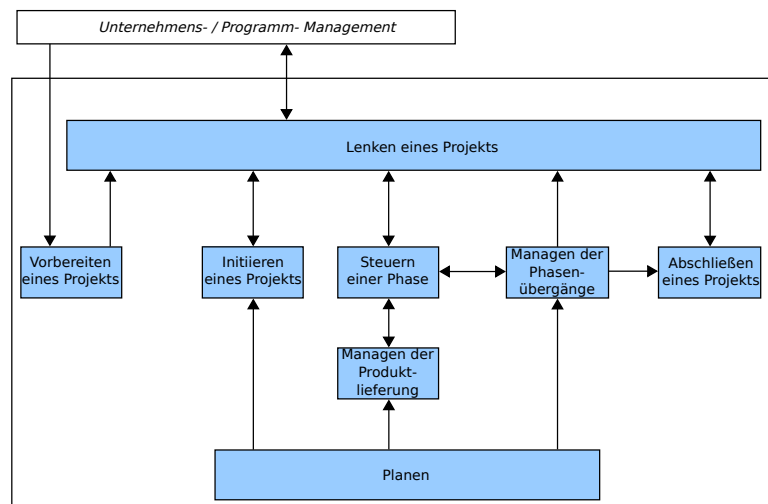 Unternehmens- / Programm- Management
Lenken eines Projekts
Vorbereiten
eines Projekts
Initiieren
eines Projekts
Steuern
einer Phase
Managen der
Phasen-
übergänge
Abschließen
eines Projekts
Managen der
Produkt-
lieferung
Planen